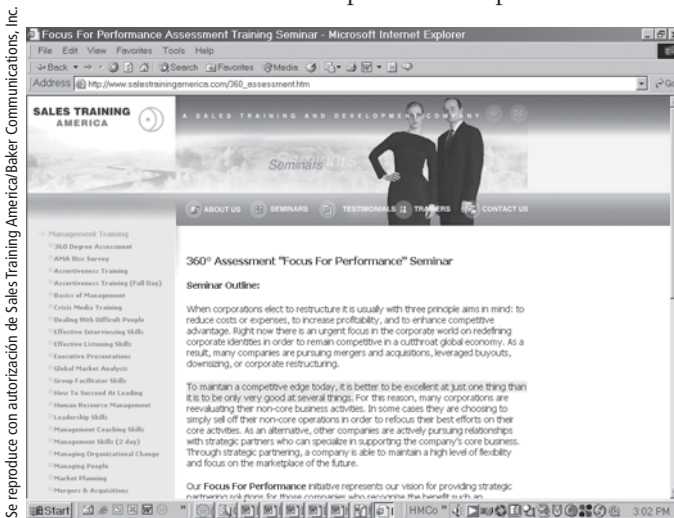 Se reproduce con autorización de Sales Training America/Baker Communications, Inc.
Focus For Performance Assessment Training Seminar - Microsoft Internet Explorer
File Edit View Favorites Tools Help
Back Search Favorites Media
Address http://www.salestrainingamerica.com/360_assessment.htm
SALES TRAINING
AMERICA
A SALES TRAINING AND DEVELOPMENT COMPANY
Seminars
ABOUT US SEMINARS TESTIMONIALS TRAINERS CONTACT US
Management Training
360 Degree Assessment
AMA Disc Survey
Assertiveness Training
Assertiveness Training (Full Day)
Basics of Management
Crisis Media Training
Dealing With Difficult People
Effective Interviewing Skills
Effective Listening Skills
Executive Presentations
Global Market Analysis
Group Facilitator Skills
How To Succeed At Leading
Human Resource Management
Leadership Skills
Management Coaching Skills
Management Skills (2 day)
Managing Organizational Change
Managing People
Market Planning
Mergers & Acquisitions
360° Assessment "Focus For Performance" Seminar
Seminar Outline:
When corporations elect to restructure it is usually with three principle aims in mind: to
reduce costs or expenses, to increase profitability, and to enhance competitive
advantage. Right now there is an urgent focus in the corporate world on redefining
corporate identities in order to remain competitive in a cutthroat global economy. As a
result, many companies are pursuing mergers and acquisitions, leveraged buyouts,
downsizing, or corporate restructuring.
To maintain a competitive edge today, it is better to be excellent at just one thing than
it is to be only very good at several things. For this reason, many corporations are
reevaluating their non-core business activities. In some cases they are choosing to
simply sell off their non-core operations in order to refocus their best efforts on their
core activities. As an alternative, other companies are actively pursuing relationships
with strategic partners who can specialize in supporting the company's core business.
Through strategic partnering, a company is able to maintain a high level of flexibility
and focus on the marketplace of the future.
Our Focus For Performance initiative represents our vision for providing strategic
partnering solutions for those companies who recognize the benefit such an
Start HMCo 3:02 PM